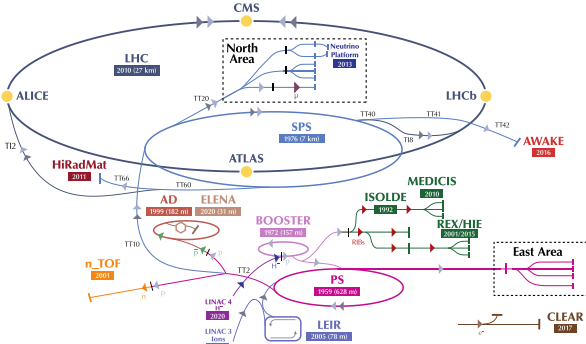 CMS
LHC
2010 (27 km)
North
Area
Neutrino
Platform
2013
ALICE
LHCb
TT20
μ
TT40
TT41
TT42
SPS
1976 (7 km)
TI8
TI2
AWAKE
2016
ATLAS
HiRadMat
2011
TT66
TT60
AD
1999 (182 m)
ELENA
2020 (31 m)
MEDICIS
2010
ISOLDE
1992
BOOSTER
1972 (157 m)
REX/HIE
2001/2015
RIBs
East Area
TT10
p
p
p
H⁻
p
TT2
n_TOF
2001
n
p
PS
1959 (628 m)
LINAC 4
H⁻
2020
LINAC 3
Ions
LEIR
2005 (78 m)
CLEAR
2017
e⁻